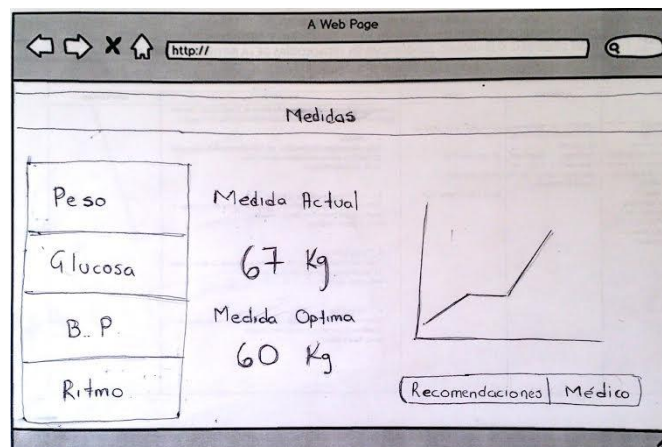 A Web Page
http://
Medidas
Peso
Glucosa
B.. P.
Ritmo
Medida Actual
67 Kg
Medida Optima
60 Kg
Recomendaciones
Médico